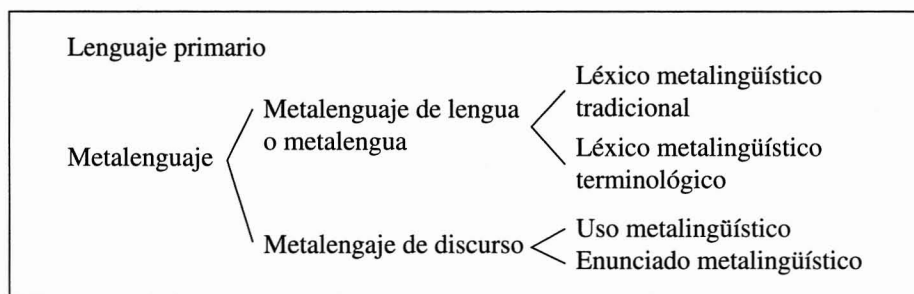 Lenguaje primario
Metalenguaje
Metalenguaje de lengua
o metalengua
Léxico metalingüístico
tradicional
Léxico metalingüístico
terminológico
Metalengaje de discurso
Uso metalingüístico
Enunciado metalingüístico